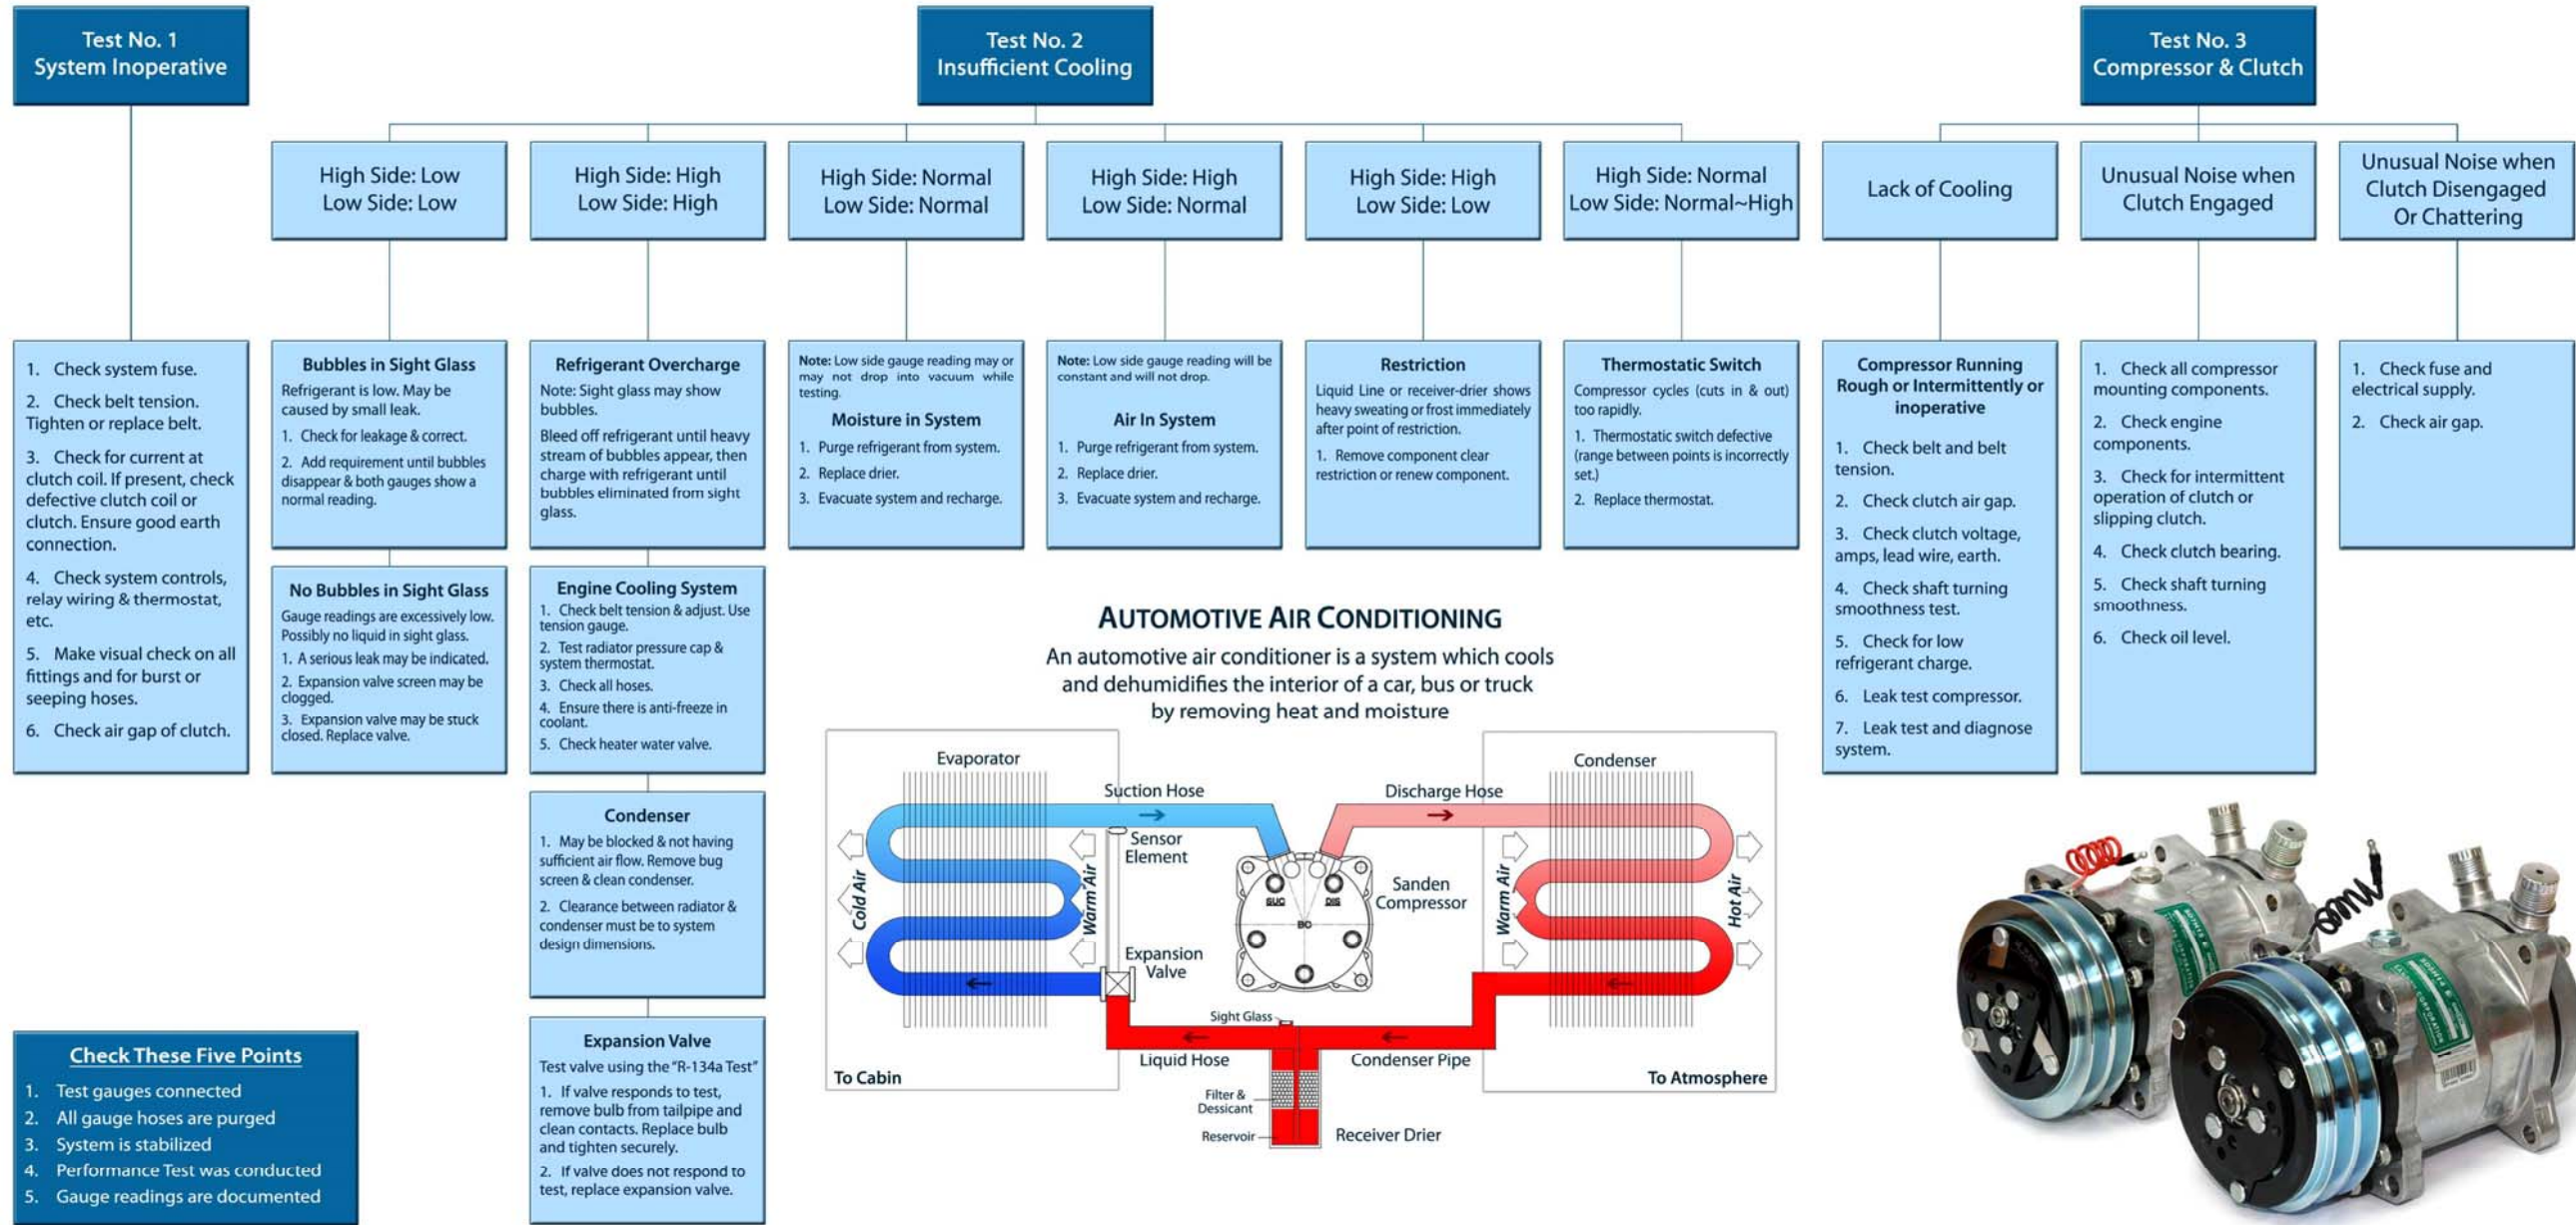 Test No. 1
System Inoperative
Test No. 2
Insufficient Cooling
Test No. 3
Compressor & Clutch
High Side: Low
Low Side: Low
High Side: High
Low Side: High
High Side: Normal
Low Side: Normal
High Side: High
Low Side: Normal
High Side: High
Low Side: Low
High Side: Normal
Low Side: Normal~High
Lack of Cooling
Unusual Noise when
Clutch Engaged
Unusual Noise when
Clutch Disengaged
Or Chattering
1. Check system fuse.
2. Check belt tension.
Tighten or replace belt.
3. Check for current at
clutch coil. If present, check
defective clutch coil or
clutch. Ensure good earth
connection.
4. Check system controls,
relay wiring & thermostat,
etc.
5. Make visual check on all
fittings and for burst or
seeping hoses.
6. Check air gap of clutch.
Bubbles in Sight Glass
Refrigerant is low. May be
caused by small leak.
1. Check for leakage & correct.
2. Add requirement until bubbles
disappear & both gauges show a
normal reading.
No Bubbles in Sight Glass
Gauge readings are excessively low.
Possibly no liquid in sight glass.
1. A serious leak may be indicated.
2. Expansion valve screen may be
clogged.
3. Expansion valve may be stuck
closed. Replace valve.
Refrigerant Overcharge
Note: Sight glass may show
bubbles.
Bleed off refrigerant until heavy
stream of bubbles appear, then
charge with refrigerant until
bubbles eliminated from sight
glass.
Engine Cooling System
1. Check belt tension & adjust. Use
tension gauge.
2. Test radiator pressure cap &
system thermostat.
3. Check all hoses.
4. Ensure there is anti-freeze in
coolant.
5. Check heater water valve.
Condenser
1. May be blocked & not having
sufficient air flow. Remove bug
screen & clean condenser.
2. Clearance between radiator &
condenser must be to system
design dimensions.
Expansion Valve
Test valve using the "R-134a Test"
1. If valve responds to test,
remove bulb from tailpipe and
clean contacts. Replace bulb
and tighten securely.
2. If valve does not respond to
test, replace expansion valve.
Note: Low side gauge reading may or
may not drop into vacuum while
testing.
Moisture in System
1. Purge refrigerant from system.
2. Replace drier.
3. Evacuate system and recharge.
Note: Low side gauge reading will be
constant and will not drop.
Air In System
1. Purge refrigerant from system.
2. Replace drier.
3. Evacuate system and recharge.
Restriction
Liquid Line or receiver-drier shows
heavy sweating or frost immediately
after point of restriction.
1. Remove component clear
restriction or renew component.
Thermostatic Switch
Compressor cycles (cuts in & out)
too rapidly.
1. Thermostatic switch defective
(range between points is incorrectly
set.)
2. Replace thermostat.
Compressor Running
Rough or Intermittently or
inoperative
1. Check belt and belt
tension.
2. Check clutch air gap.
3. Check clutch voltage,
amps, lead wire, earth.
4. Check shaft turning
smoothness test.
5. Check for low
refrigerant charge.
6. Leak test compressor.
7. Leak test and diagnose
system.
1. Check all compressor
mounting components.
2. Check engine
components.
3. Check for intermittent
operation of clutch or
slipping clutch.
4. Check clutch bearing.
5. Check shaft turning
smoothness.
6. Check oil level.
1. Check fuse and
electrical supply.
2. Check air gap.
AUTOMOTIVE AIR CONDITIONING
An automotive air conditioner is a system which cools
and dehumidifies the interior of a car, bus or truck
by removing heat and moisture
Evaporator
Condenser
Suction Hose
Discharge Hose
Sensor
Element
Cold Air
Warm Air
Sanden
Compressor
SUC
DIS
Warm Air
Hot Air
Expansion
Valve
Sight Glass
Liquid Hose
Condenser Pipe
To Cabin
To Atmosphere
Filter &
Dessicant
Reservoir
Receiver Drier
Check These Five Points
1. Test gauges connected
2. All gauge hoses are purged
3. System is stabilized
4. Performance Test was conducted
5. Gauge readings are documented